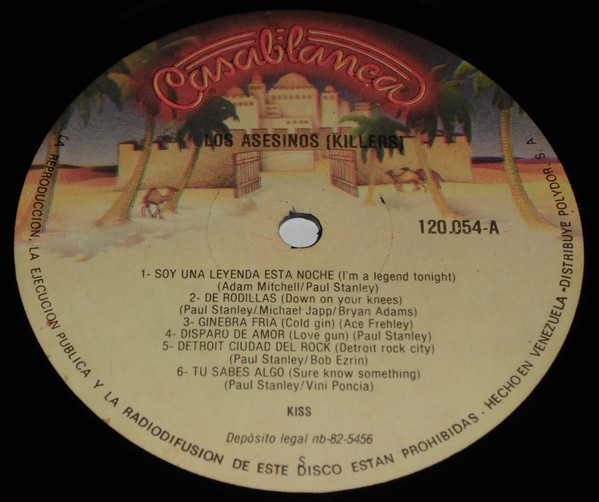 Casablanca
LOS ASESINOS (KILLERS)
120.054-A
1- SOY UNA LEYENDA ESTA NOCHE (I'm a legend tonight)
(Adam Mitchell/Paul Stanley)
2- DE RODILLAS (Down on your knees)
(Paul Stanley/Michael Japp/Bryan Adams)
3- GINEBRA FRIA (Cold gin) (Ace Frehley)
4- DISPARO DE AMOR (Love gun) (Paul Stanley)
5- DETROIT CIUDAD DEL ROCK (Detroit rock city)
(Paul Stanley/Bob Ezrin)
6- TU SABES ALGO (Sure know something)
(Paul Stanley/Vini Poncia)
KISS
Depósito legal nb-82-5456
S
LA REPRODUCCION, LA EJECUCION PUBLICA Y LA RADIODIFUSION DE ESTE DISCO ESTAN PROHIBIDAS - HECHO EN VENEZUELA • DISTRIBUYE POLYDOR, S. A.